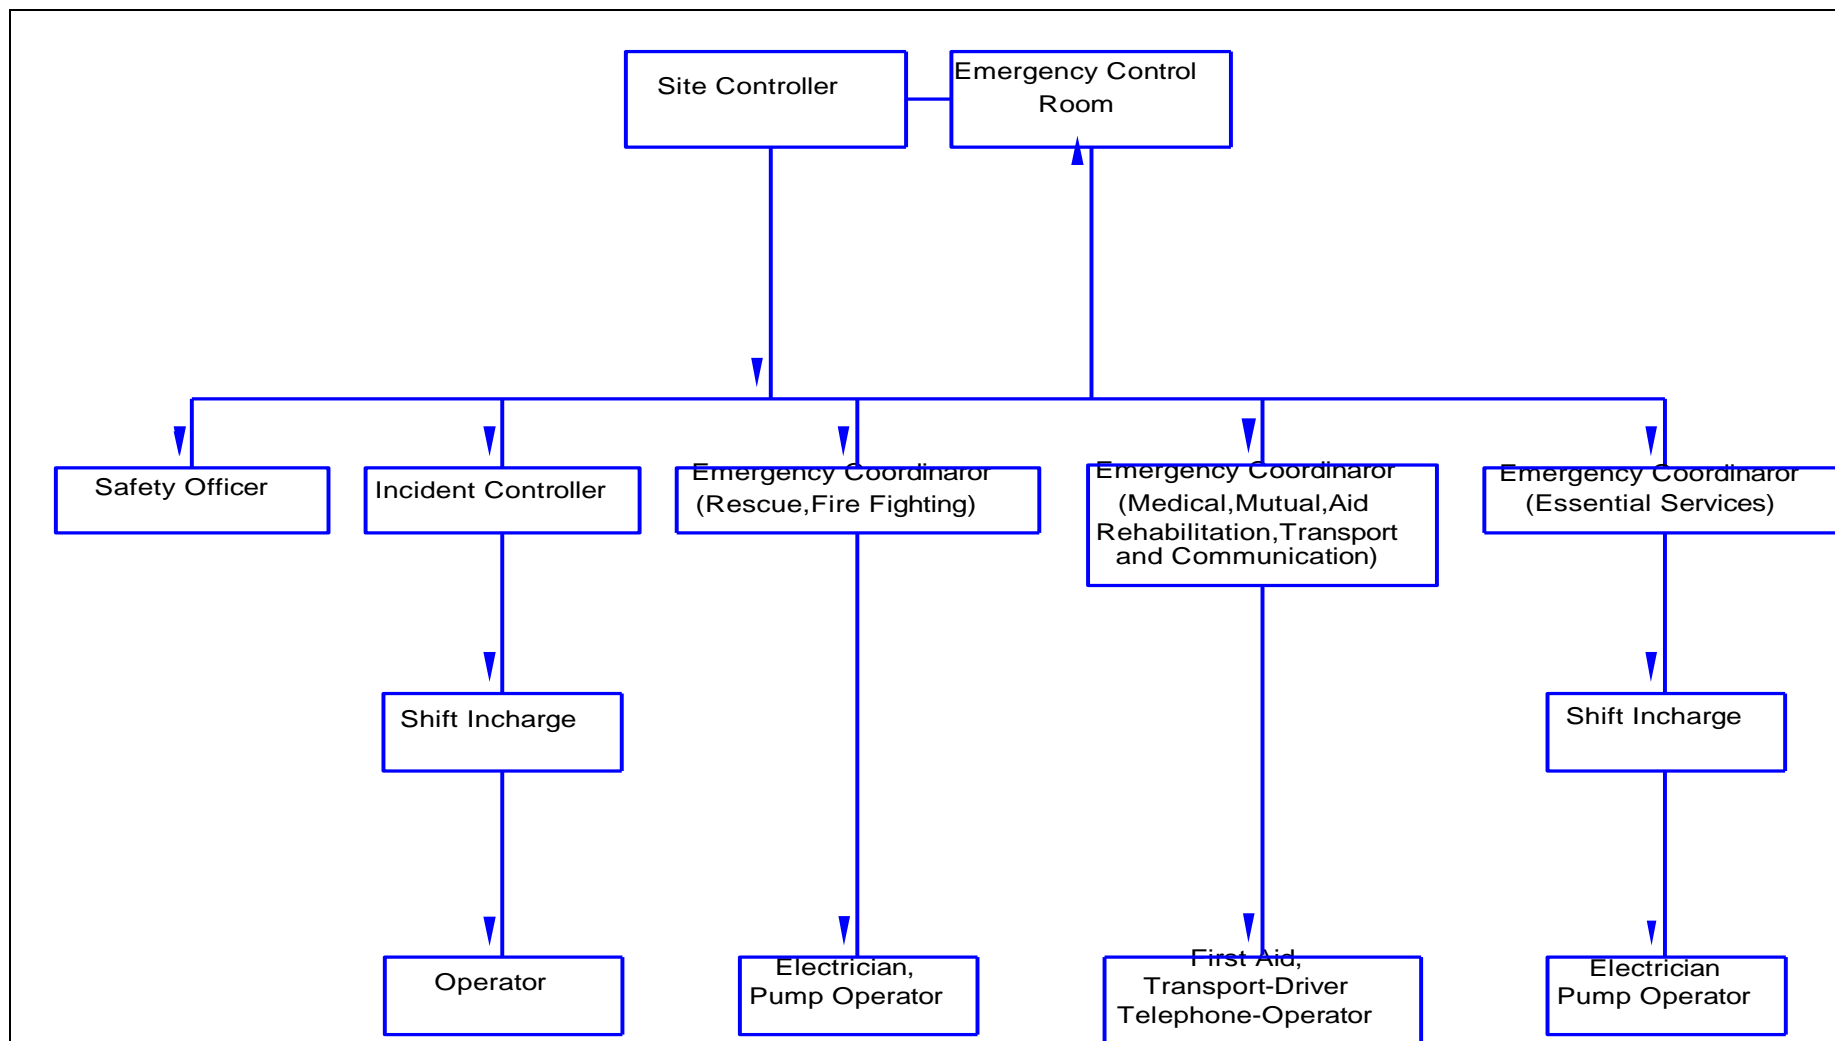 Site Controller
Emergency Control
Room
Safety Officer
Incident Controller
Emergency Coordinaror
(Rescue,Fire Fighting)
Emergency Coordinaror
(Medical,Mutual,Aid
Rehabilitation,Transport
and Communication)
Emergency Coordinaror
(Essential Services)
Shift Incharge
Shift Incharge
Operator
Electrician,
Pump Operator
First Aid,
Transport-Driver
Telephone-Operator
Electrician
Pump Operator